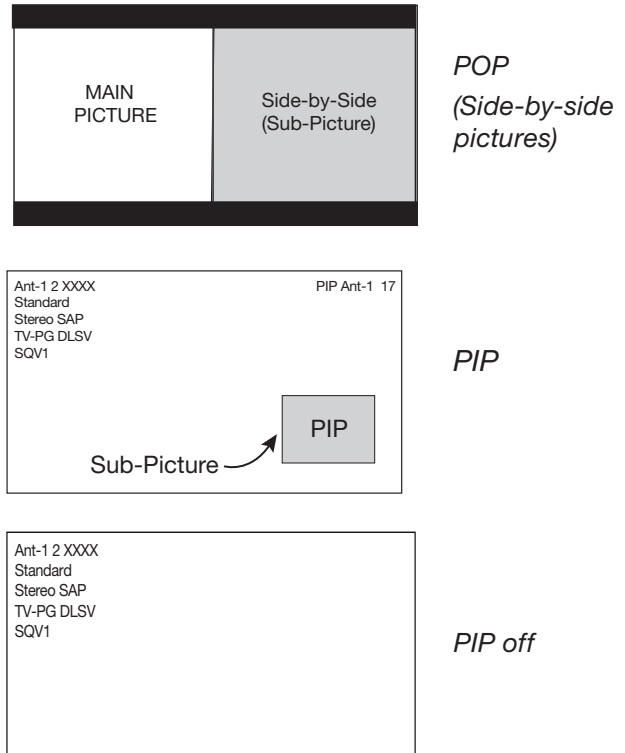 MAIN
PICTURE
Side-by-Side
(Sub-Picture)
POP
(Side-by-side
pictures)
Ant-1 2 XXXX
PIP Ant-1 17
Standard
Stereo SAP
TV-PG DLSV
SQV1
PIP
Sub-Picture
PIP
Ant-1 2 XXXX
Standard
Stereo SAP
TV-PG DLSV
SQV1
PIP off